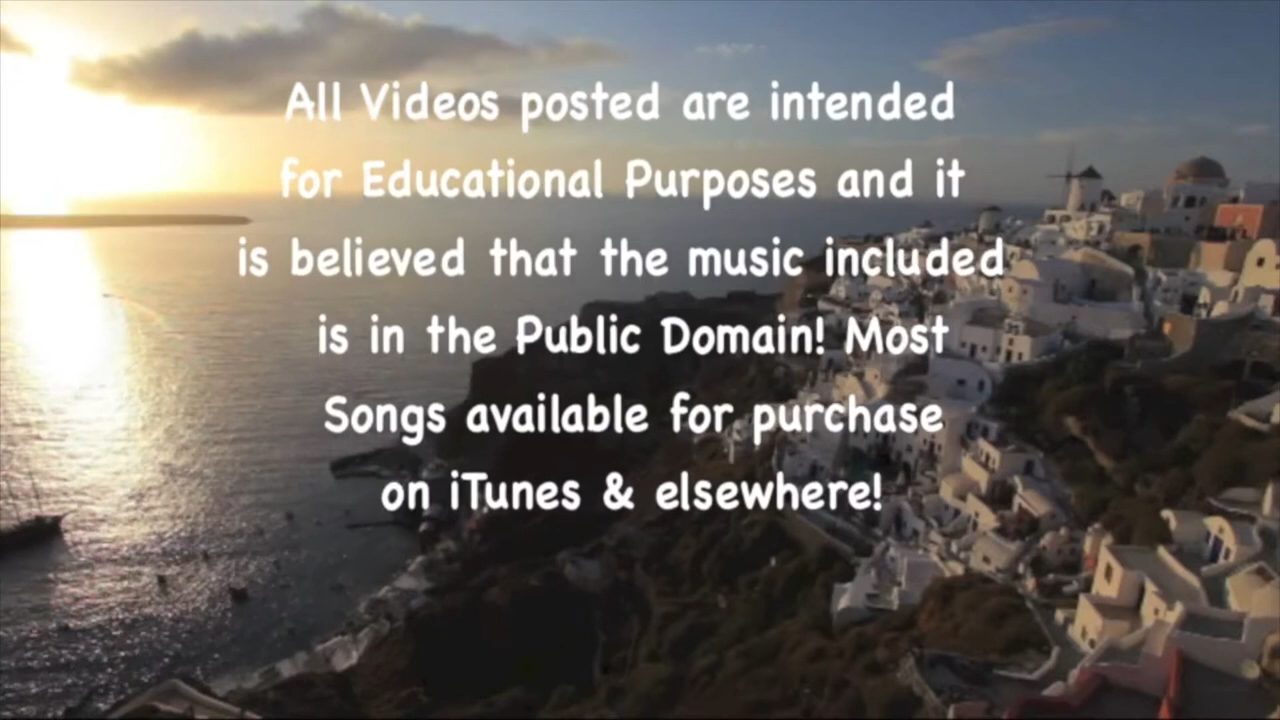 All Videos posted are intended
for Educational Purposes and it
is believed that the music included
is in the Public Domain! Most
Songs available for purchase
on iTunes & elsewhere!